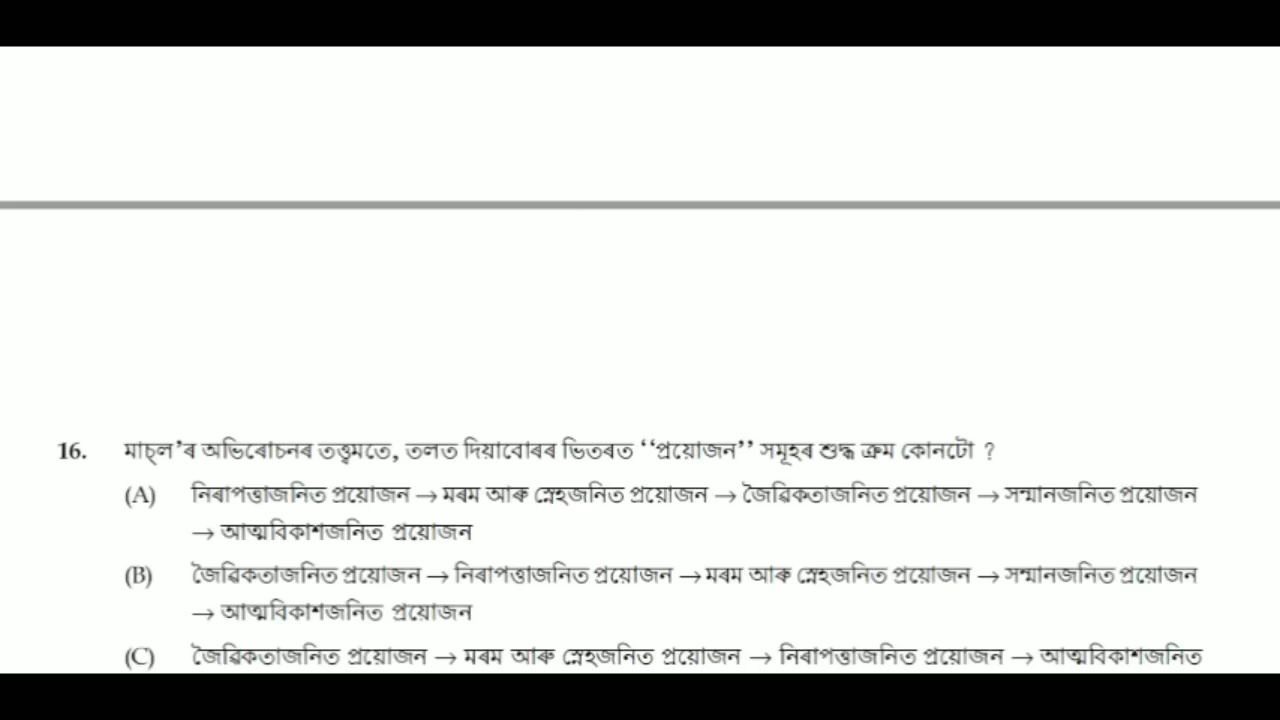 16. মাচ্‌ল’ৰ অভিৰোচনৰ তত্ত্বমতে, তলত দিয়াবোৰৰ ভিতৰত ‘‘প্ৰয়োজন’’ সমূহৰ শুদ্ধ ক্ৰম কোনটো ?
(A) নিৰাপত্তাজনিত প্ৰয়োজন → মৰম আৰু স্নেহজনিত প্ৰয়োজন → জৈৱিকতাজনিত প্ৰয়োজন → সন্মানজনিত প্ৰয়োজন
→ আত্মবিকাশজনিত প্ৰয়োজন
(B) জৈৱিকতাজনিত প্ৰয়োজন → নিৰাপত্তাজনিত প্ৰয়োজন → মৰম আৰু স্নেহজনিত প্ৰয়োজন → সন্মানজনিত প্ৰয়োজন
→ আত্মবিকাশজনিত প্ৰয়োজন
(C) জৈৱিকতাজনিত প্ৰয়োজন → মৰম আৰু স্নেহজনিত প্ৰয়োজন → নিৰাপত্তাজনিত প্ৰয়োজন → আত্মবিকাশজনিত